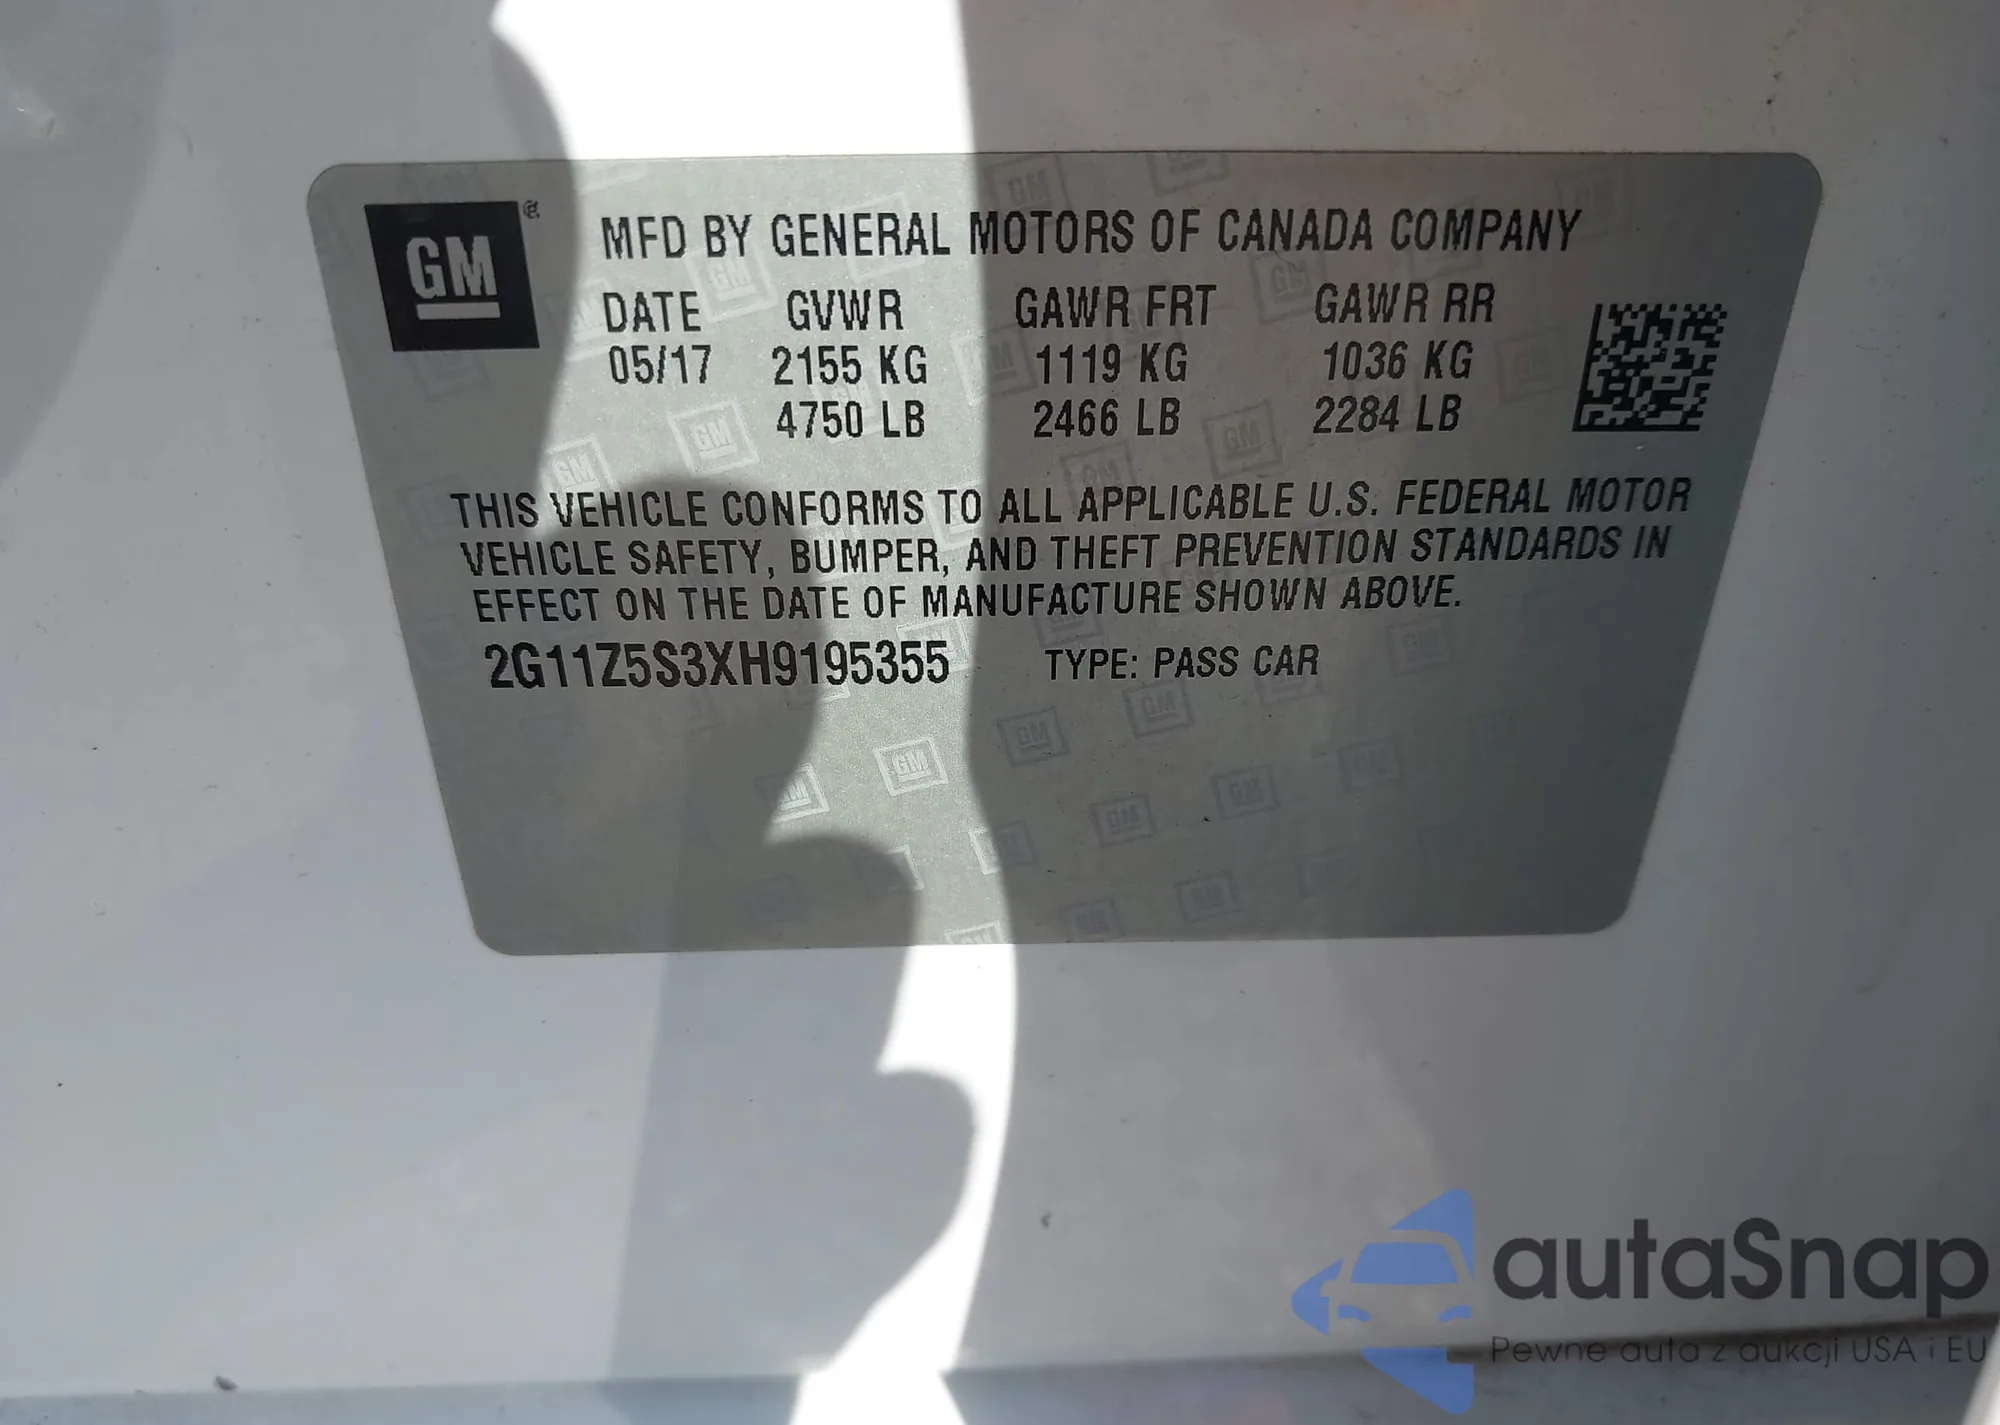 GM
MFD BY GENERAL MOTORS OF CANADA COMPANY
DATE GVWR GAWR FRT GAWR RR
05/17 2155 KG 1119 KG 1036 KG
4750 LB 2466 LB 2284 LB
THIS VEHICLE CONFORMS TO ALL APPLICABLE U.S. FEDERAL MOTOR
VEHICLE SAFETY, BUMPER, AND THEFT PREVENTION STANDARDS IN
EFFECT ON THE DATE OF MANUFACTURE SHOWN ABOVE.
2G11Z5S3XH9195355 TYPE: PASS CAR
autaSnap
Pewne auta z aukcji USA i EU